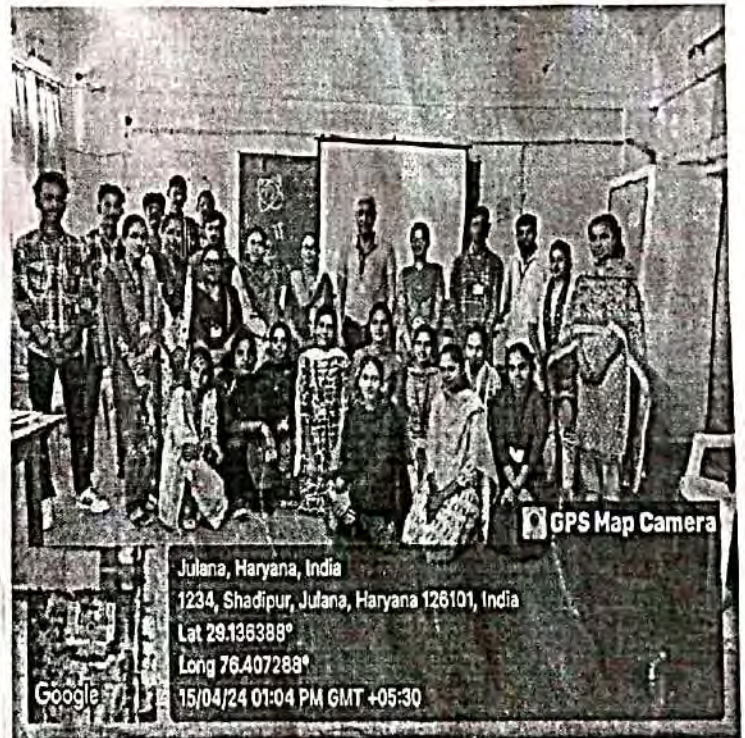 GPS Map Camera
Julana, Haryana, India
1234, Shadipur, Julana, Haryana 126101, India
Lat 29.136388°
Long 76.407288°
15/04/24 01:04 PM GMT +05:30
Google